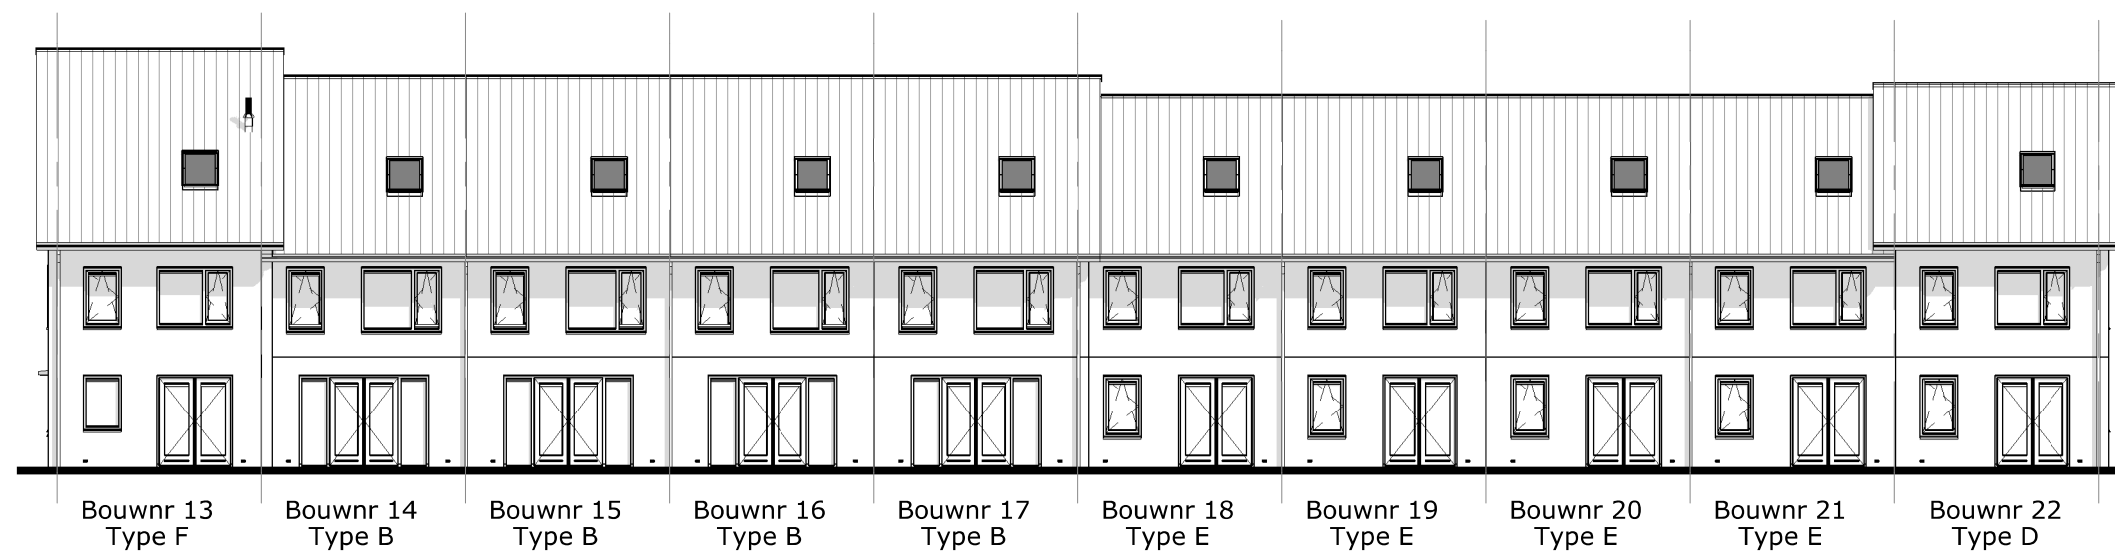 Bouwnr 13
Type F
Bouwnr 14
Type B
Bouwnr 15
Type B
Bouwnr 16
Type B
Bouwnr 17
Type B
Bouwnr 18
Type E
Bouwnr 19
Type E
Bouwnr 20
Type E
Bouwnr 21
Type E
Bouwnr 22
Type D